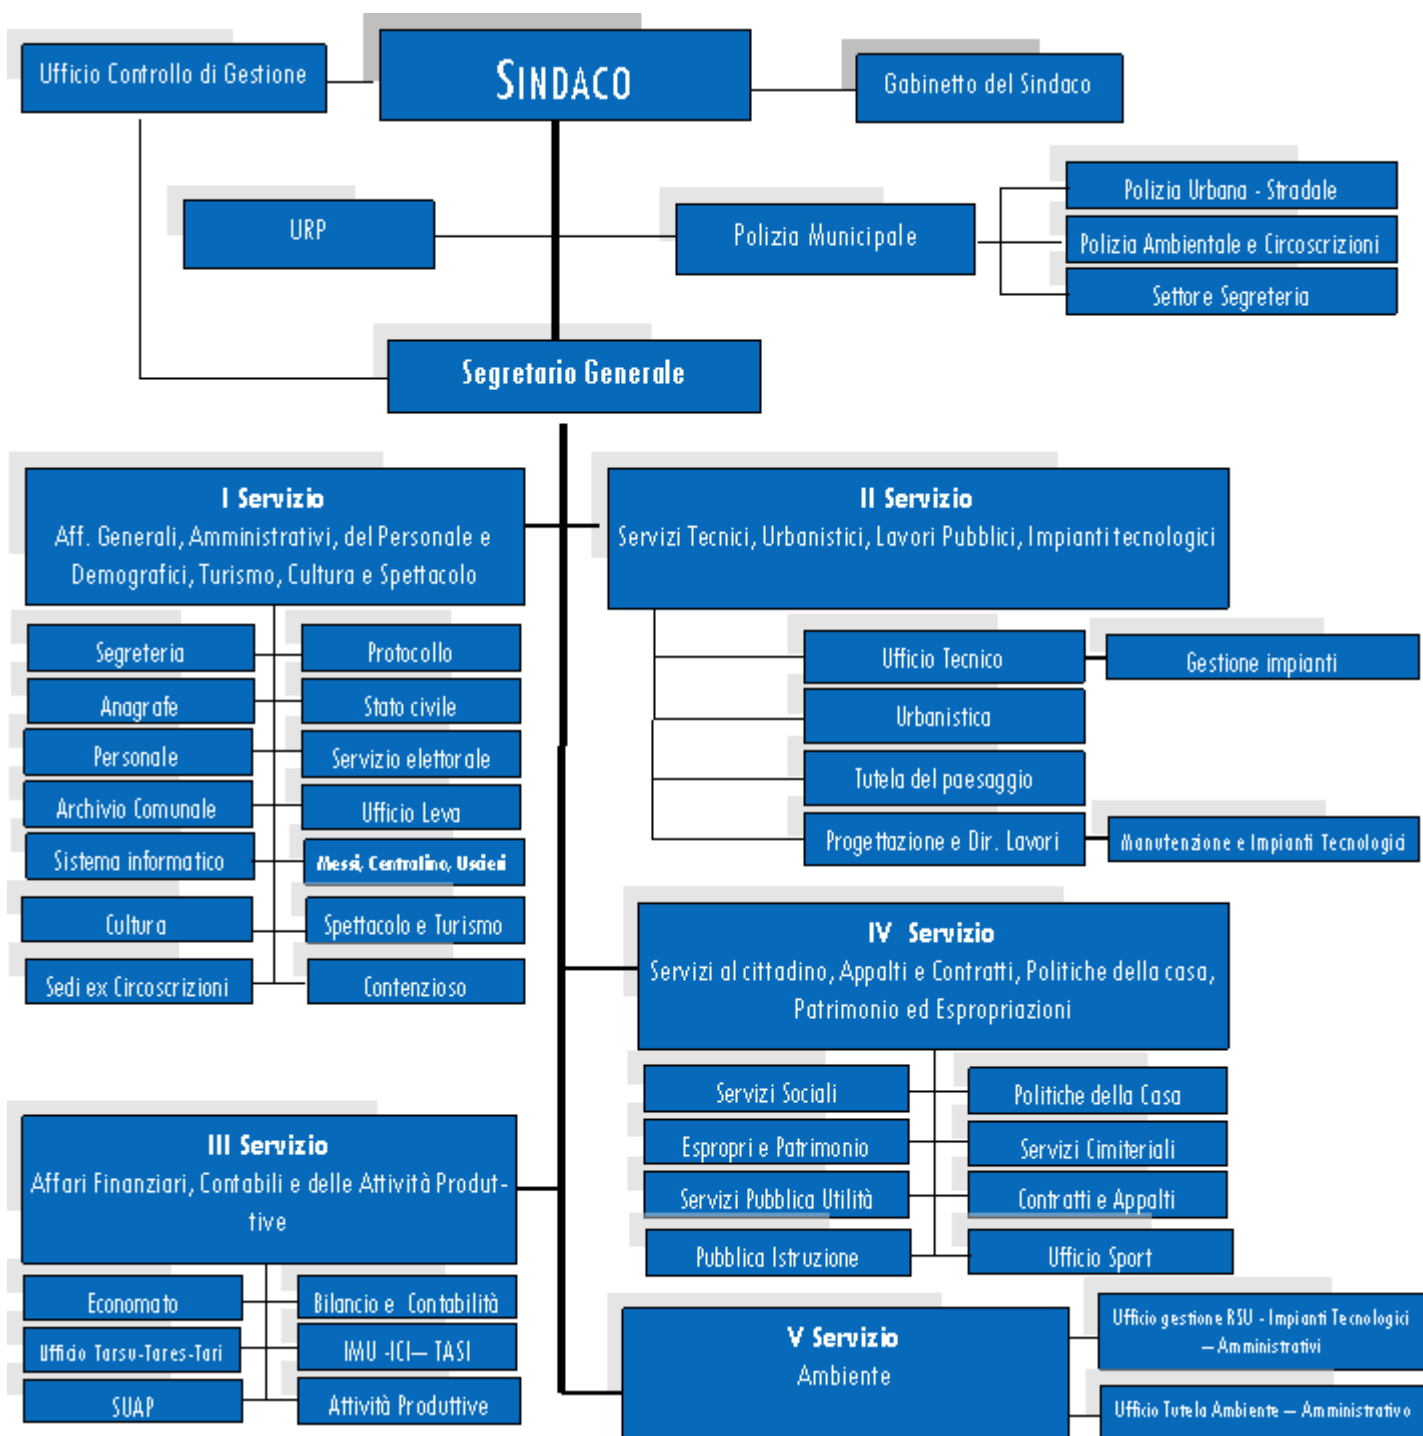 Ufficio Controllo di Gestione
SINDACO
Gabinetto del Sindaco
URP
Polizia Municipale
Polizia Urbana - Stradale
Polizia Ambientale e Circoscrizioni
Settore Segreteria
Segretario Generale
I Servizio
Aff. Generali, Amministrativi, del Personale e
Demografici, Turismo, Cultura e Spettacolo
Segreteria
Protocollo
Anagrafe
Stato civile
Personale
Servizio elettorale
Archivio Comunale
Ufficio Leva
Sistema informatico
Messi, Centralino, Uscieri
Cultura
Spettacolo e Turismo
Sedi ex Circoscrizioni
Contenzioso
II Servizio
Servizi Tecnici, Urbanistici, Lavori Pubblici, Impianti tecnologici
Ufficio Tecnico
Gestione impianti
Urbanistica
Tutela del paesaggio
Progettazione e Dir. Lavori
Manutenzione e Impianti Tecnologici
III Servizio
Affari Finanziari, Contabili e delle Attività Produt-
tive
Economato
Bilancio e Contabilità
Ufficio Tarsu-Tares-Tari
IMU -ICI– TASI
SUAP
Attività Produttive
IV Servizio
Servizi al cittadino, Appalti e Contratti, Politiche della casa,
Patrimonio ed Espropriazioni
Servizi Sociali
Politiche della Casa
Espropri e Patrimonio
Servizi Cimiteriali
Servizi Pubblica Utilità
Contratti e Appalti
Pubblica Istruzione
Ufficio Sport
V Servizio
Ambiente
Ufficio gestione RSU - Impianti Tecnologici
– Amministrativi
Ufficio Tutela Ambiente – Amministrativo